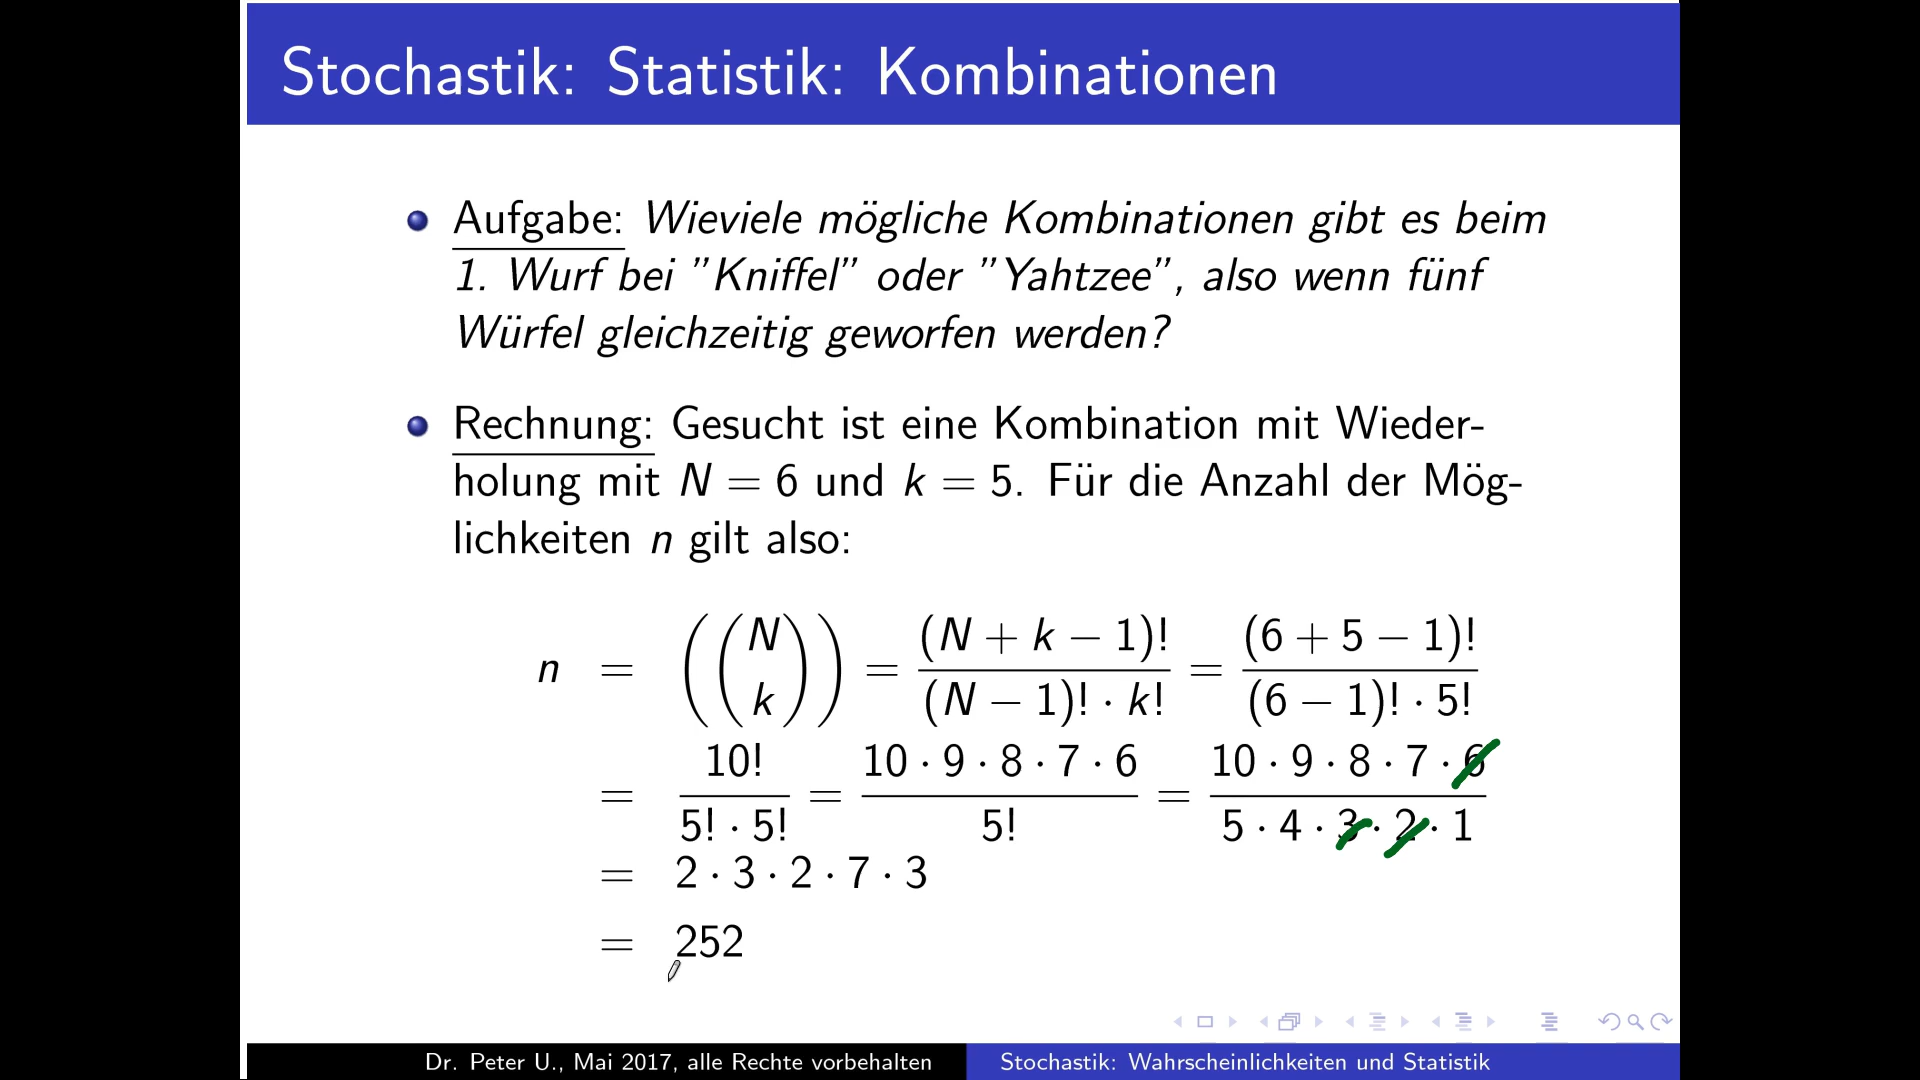 Stochastik: Statistik: Kombinationen
Aufgabe: Wieviele mögliche Kombinationen gibt es beim
1. Wurf bei ”Kniffel” oder ”Yahtzee”, also wenn fünf
Würfel gleichzeitig geworfen werden?
Rechnung: Gesucht ist eine Kombination mit Wieder-
holung mit N = 6 und k = 5. Für die Anzahl der Mög-
lichkeiten n gilt also:
n = ((N k)) = (N + k − 1)! / (N − 1)! · k! = (6 + 5 − 1)! / (6 − 1)! · 5!
= 10! / 5! · 5! = 10 · 9 · 8 · 7 · 6 / 5! = 10 · 9 · 8 · 7 · 6 / 5 · 4 · 3 · 2 · 1
= 2 · 3 · 2 · 7 · 3
= 252
Dr. Peter U., Mai 2017, alle Rechte vorbehalten Stochastik: Wahrscheinlichkeiten und Statistik